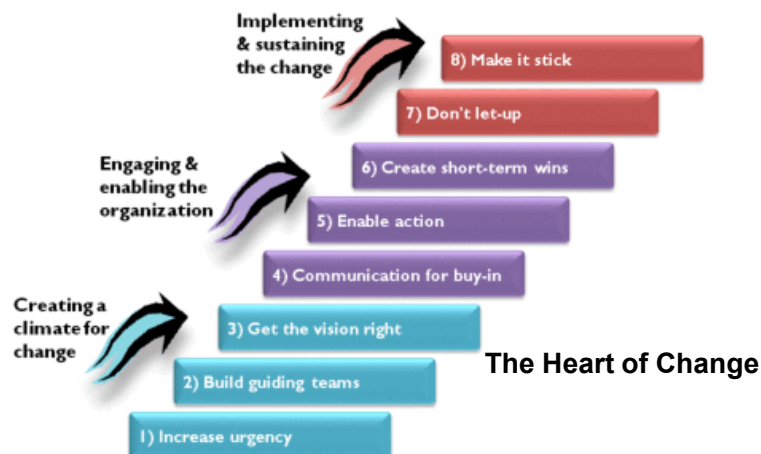 Implementing
& sustaining
the change
8) Make it stick
7) Don't let-up
Engaging &
enabling the
organization
6) Create short-term wins
5) Enable action
4) Communication for buy-in
Creating a
climate for
change
3) Get the vision right
2) Build guiding teams
1) Increase urgency
The Heart of Change